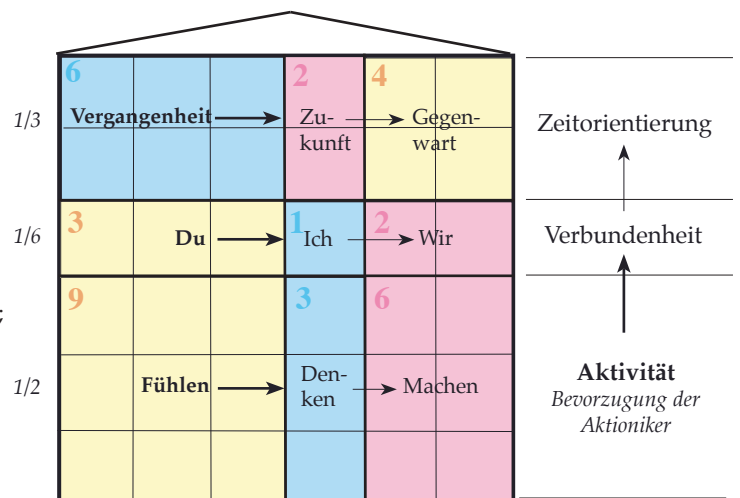 6 2 4
1/3 Vergangenheit Zu- Gegen- Zeitorientierung
kunft wart
3 1 2
1/6 Du Ich Wir Verbundenheit
9 3 6
1/2 Fühlen Den- Machen Aktivität
ken Bevorzugung der
Aktioniker